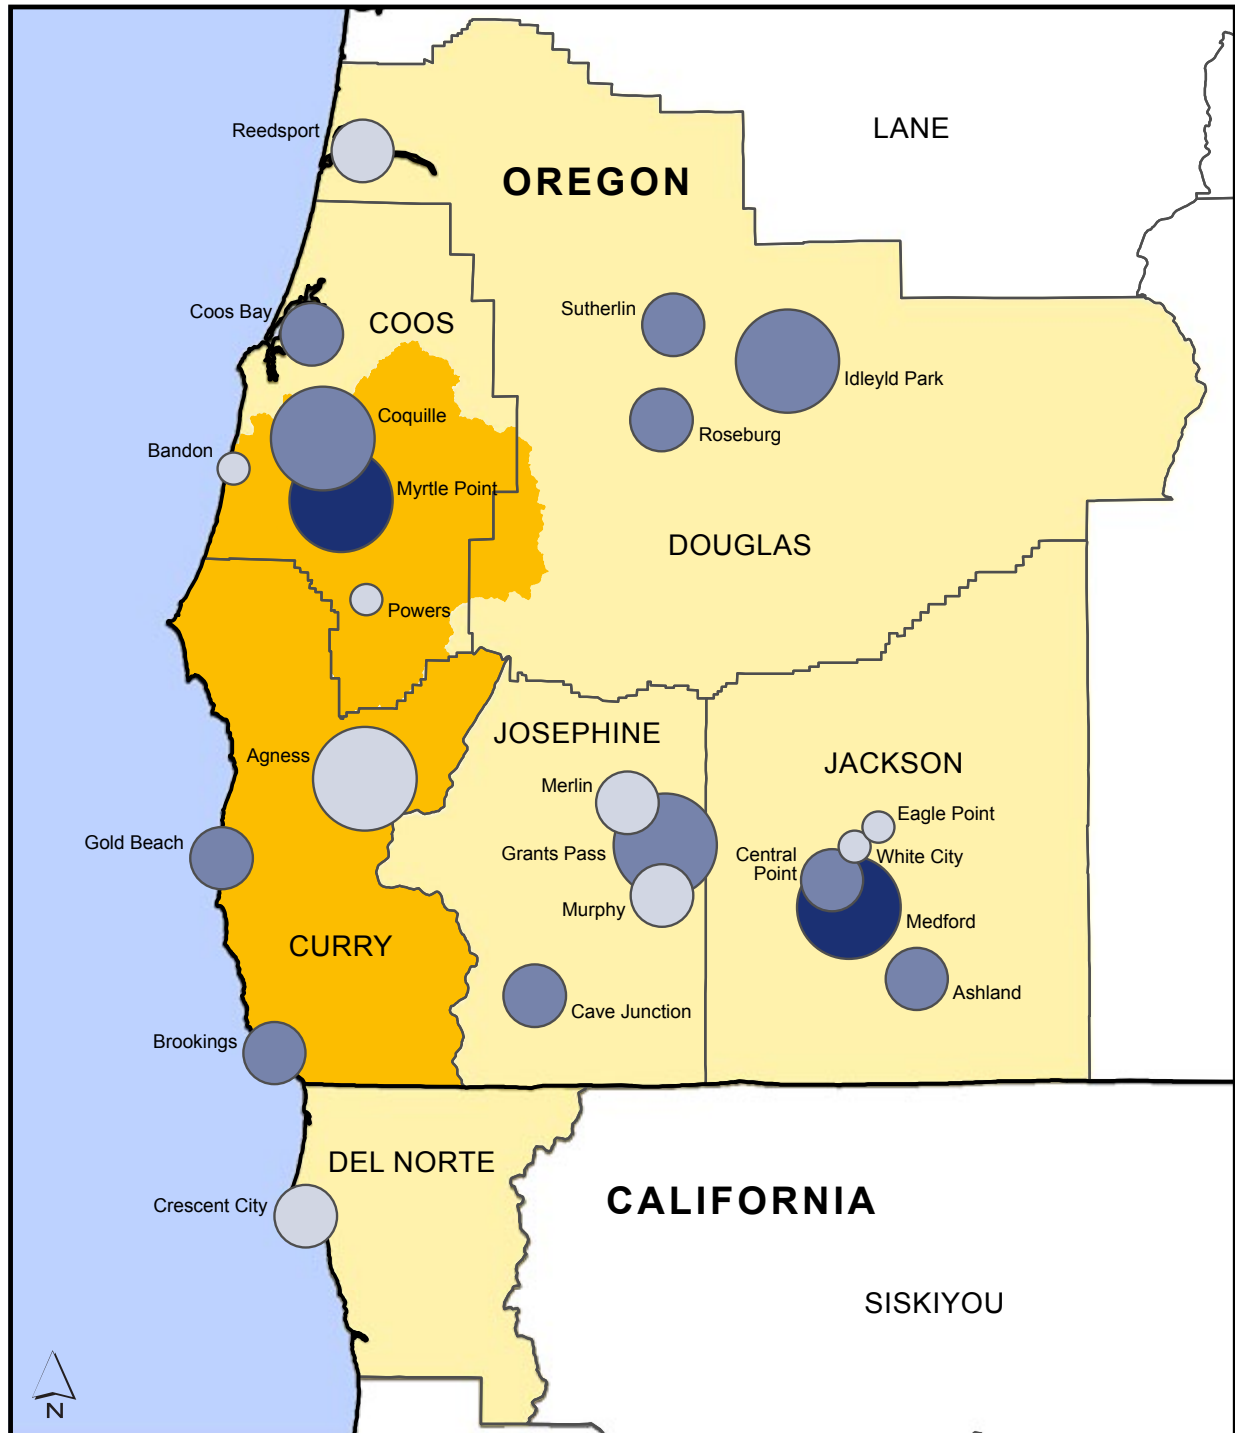 LANE
Reedsport
OREGON
Coos Bay
COOS
Sutherlin
Idleyld Park
Coquille
Roseburg
Bandon
Myrtle Point
DOUGLAS
Powers
JOSEPHINE
Agness
JACKSON
Merlin
Eagle Point
Gold Beach
Grants Pass
Central
Point
White City
Murphy
Medford
CURRY
Ashland
Cave Junction
Brookings
DEL NORTE
CALIFORNIA
Crescent City
SISKIYOU
N